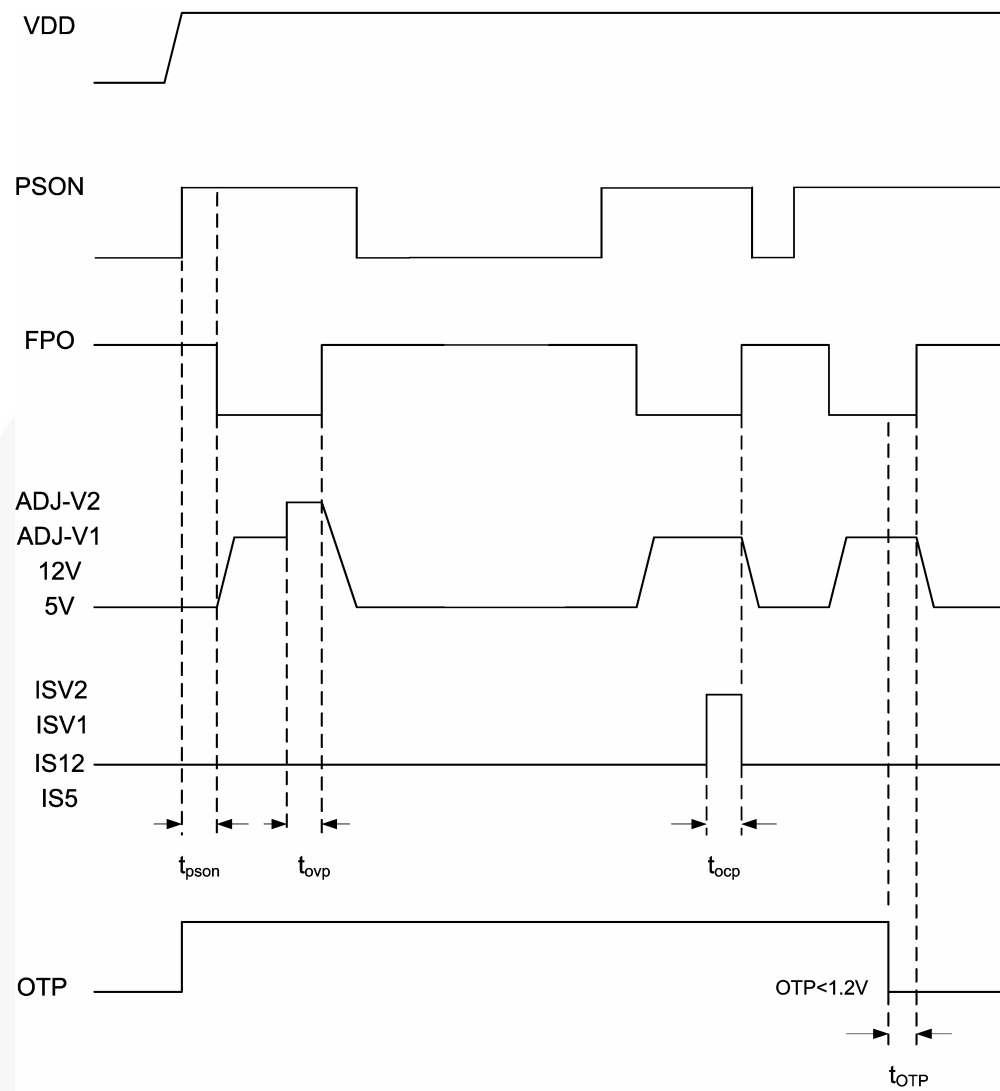 VDD
PSON
FPO
ADJ-V2
ADJ-V1
12V
5V
ISV2
ISV1
IS12
IS5
tpson tovp tocp
OTP OTP<1.2V
tOTP